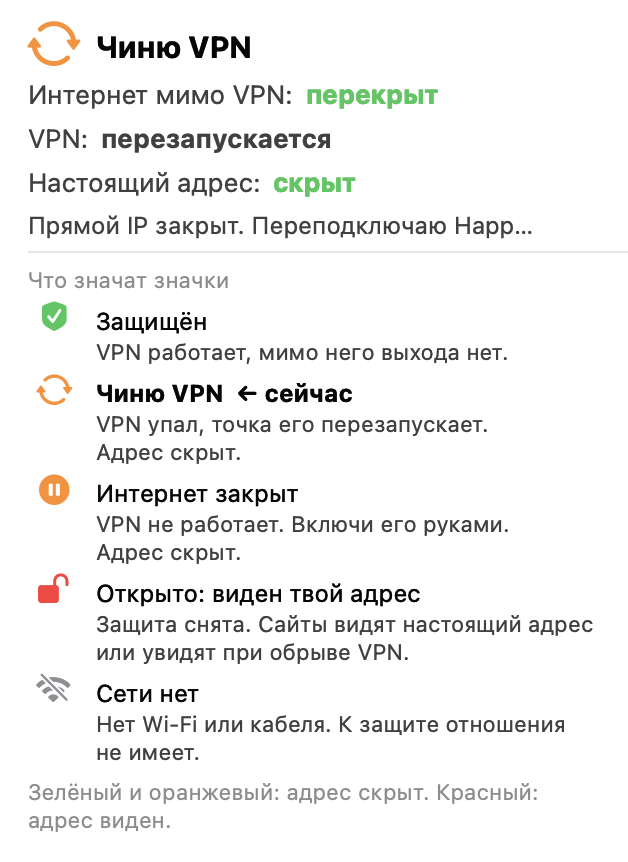 Чиню VPN
Интернет мимо VPN: перекрыт
VPN: перезапускается
Настоящий адрес: скрыт
Прямой IP закрыт. Переподключаю Happ...
Что значат значки
Защищён
VPN работает, мимо него выхода нет.
Чиню VPN ← сейчас
VPN упал, точка его перезапускает.
Адрес скрыт.
Интернет закрыт
VPN не работает. Включи его руками.
Адрес скрыт.
Открыто: виден твой адрес
Защита снята. Сайты видят настоящий адрес
или увидят при обрыве VPN.
Сети нет
Нет Wi-Fi или кабеля. К защите отношения
не имеет.
Зелёный и оранжевый: адрес скрыт. Красный:
адрес виден.